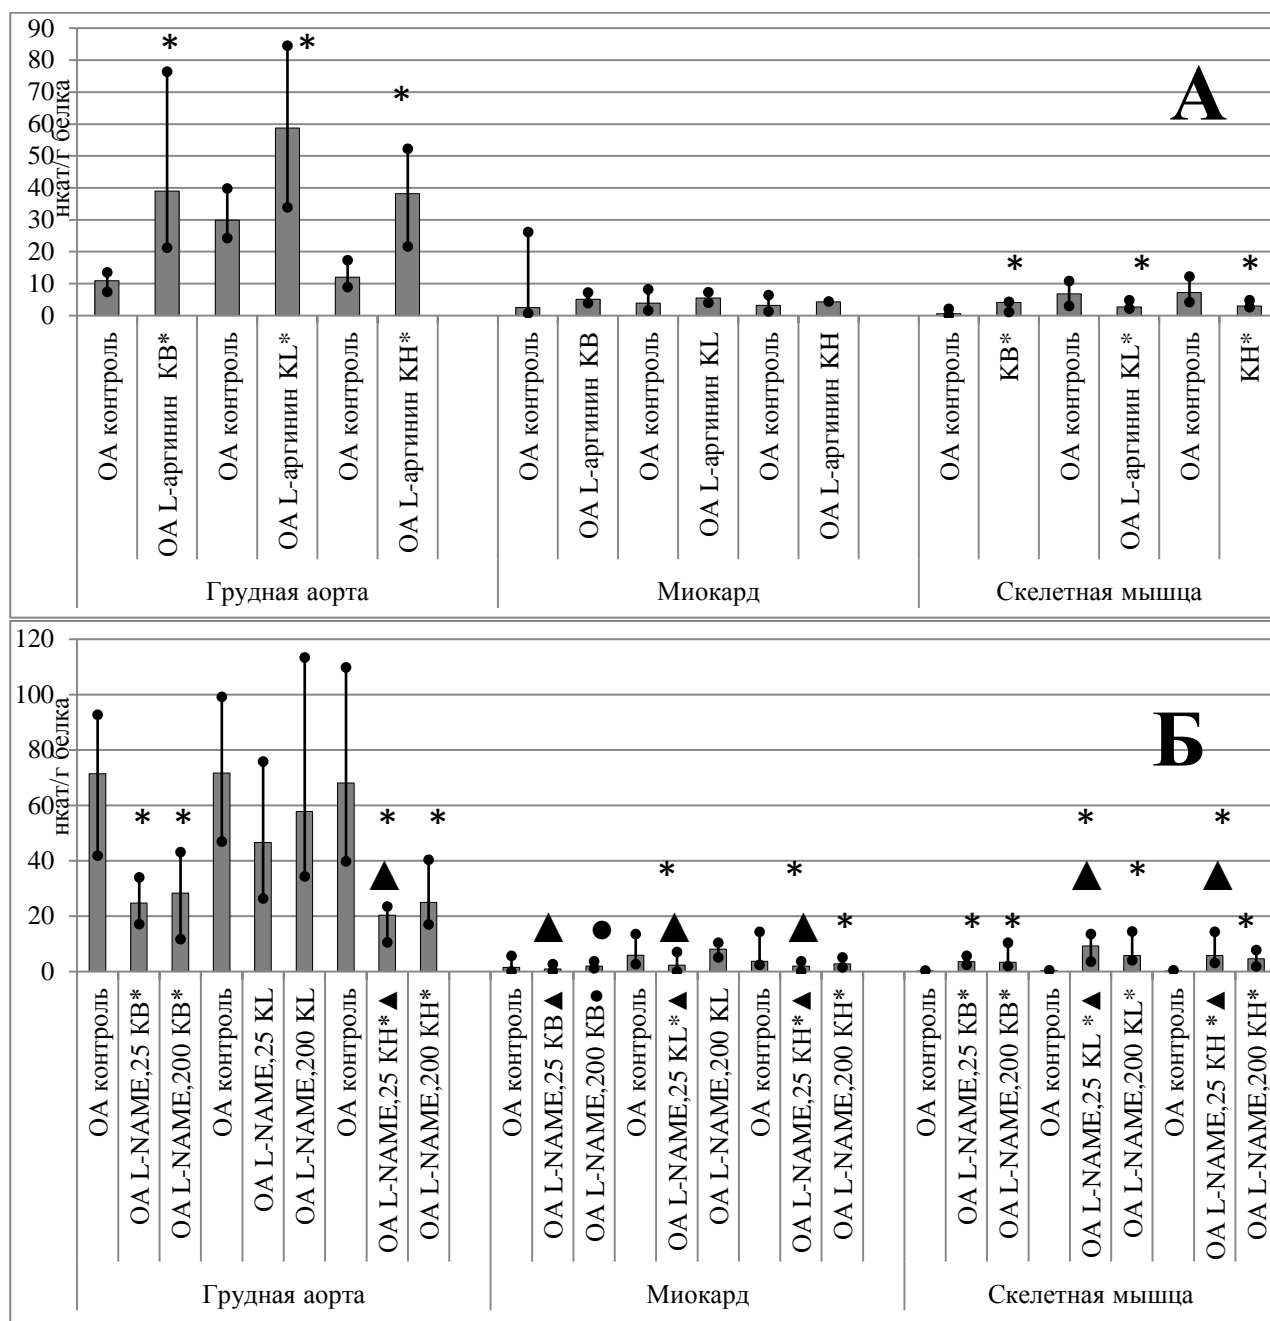 90
80
70
60
50
40
30
20
10
0
нкат/г белка
А
* * *
* * *
ОА контроль
ОА L-аргинин КВ*
ОА контроль
ОА L-аргинин KL*
ОА контроль
ОА L-аргинин КН*
ОА контроль
ОА L-аргинин КВ
ОА контроль
ОА L-аргинин KL
ОА контроль
ОА L-аргинин КН
ОА контроль
КВ*
ОА контроль
ОА L-аргинин KL*
ОА контроль
КН*
Грудная аорта
Миокард
Скелетная мышца
120
100
80
60
40
20
0
нкат/г белка
Б
* * * *
▲
▲ ● * ▲ * ▲ *
* * * ▲ * * ▲ *
ОА контроль
ОА L-NAME,25 КВ*
ОА L-NAME,200 КВ*
ОА контроль
ОА L-NAME,25 KL
ОА L-NAME,200 KL
ОА контроль
ОА L-NAME,25 КН*▲
ОА L-NAME,200 КН*
ОА контроль
ОА L-NAME,25 КВ▲
ОА L-NAME,200 КВ●
ОА контроль
ОА L-NAME,25 KL*▲
ОА L-NAME,200 KL
ОА контроль
ОА L-NAME,25 КН*▲
ОА L-NAME,200 КН*
ОА контроль
ОА L-NAME,25 КВ*
ОА L-NAME,200 КВ*
ОА контроль
ОА L-NAME,25 KL *▲
ОА L-NAME,200 KL*
ОА контроль
ОА L-NAME,25 КН *▲
ОА L-NAME,200 КН*
Грудная аорта
Миокард
Скелетная мышца